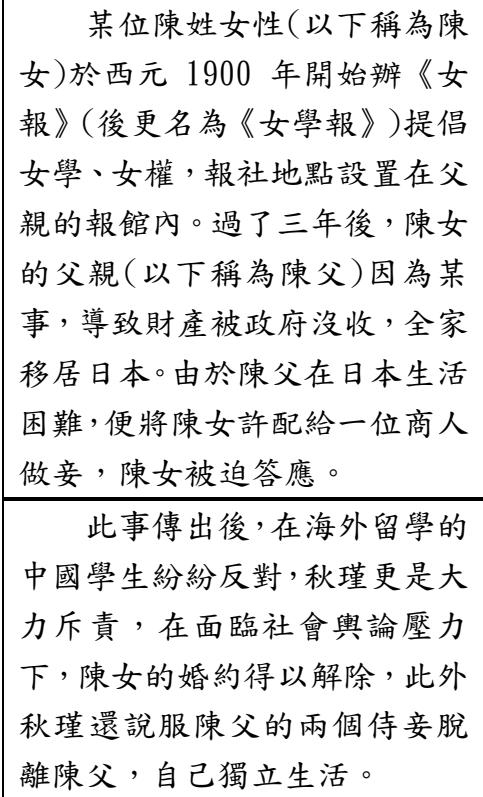 某位陳姓女性(以下稱為陳
女)於西元 1900 年開始辦《女
報》(後更名為《女學報》)提倡
女學、女權，報社地點設置在父
親的報館內。過了三年後，陳女
的父親(以下稱為陳父)因為某
事，導致財產被政府沒收，全家
移居日本。由於陳父在日本生活
困難，便將陳女許配給一位商人
做妾，陳女被迫答應。
此事傳出後，在海外留學的
中國學生紛紛反對，秋瑾更是大
力斥責，在面臨社會輿論壓力
下，陳女的婚約得以解除，此外
秋瑾還說服陳父的兩個侍妾脫
離陳父，自己獨立生活。